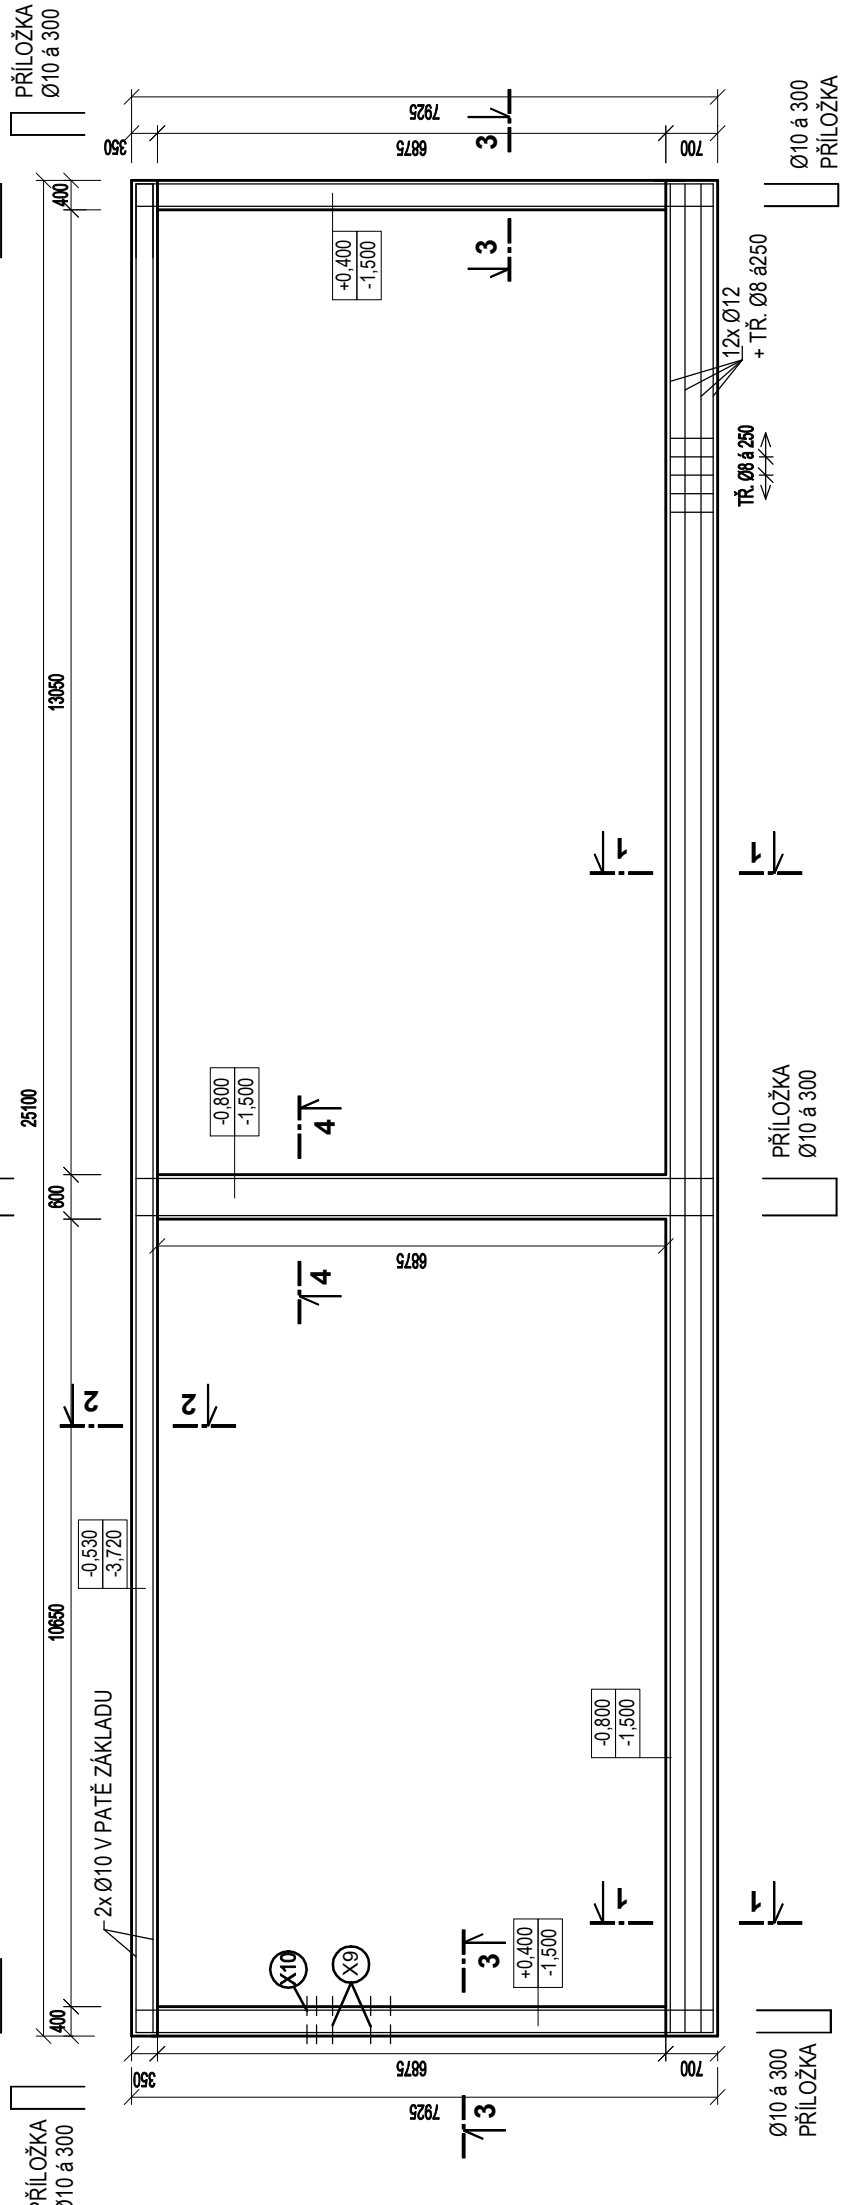 PŘÍLOŽKA
Ø10 á 300
7925
350
6875
700
3
400
Ø10 á 300
PŘÍLOŽKA
3
+0,400
-1,500
12x Ø12
+ TŘ. Ø8 á250
TŘ. Ø8 á 250
13050
1
1
25100
-0,800
-1,500
4
PŘÍLOŽKA
Ø10 á 300
600
6875
4
2
2
-0,530
-3,720
10650
2x Ø10 V PATĚ ZÁKLADU
-0,800
-1,500
1
1
X10
X9
3
+0,400
-1,500
400
350
6875
700
7925
3
Ø10 á 300
PŘÍLOŽKA
PŘÍLOŽKA
Ø10 á 300